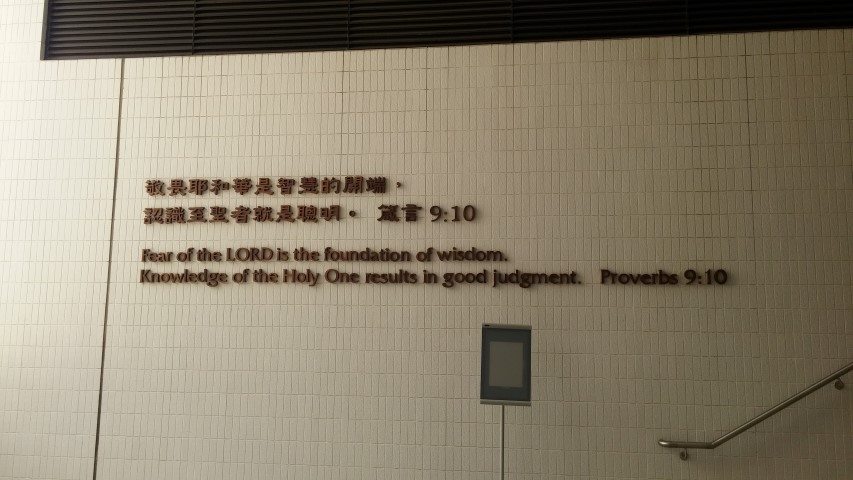 敬畏耶和華是智慧的開端，
認識至聖者就是聰明。 箴言 9:10
Fear of the LORD is the foundation of wisdom.
Knowledge of the Holy One results in good judgment. Proverbs 9:10